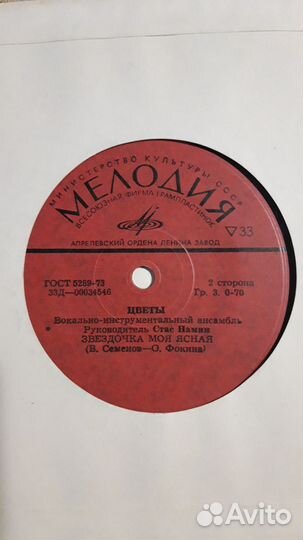 МИНИСТЕРСТВО КУЛЬТУРЫ СССР
МЕЛОДИЯ
ВСЕСОЮЗНАЯ ФИРМА ГРАМПЛАСТИНОК
33
АПРЕЛЕВСКИЙ ОРДЕНА ЛЕНИНА ЗАВОД
ГОСТ 5289-73 2 сторона
33Д—00034546 Гр. 3. 0-70
ЦВЕТЫ
Вокально-инструментальный ансамбль
Руководитель Стас Намин
ЗВЕЗДОЧКА МОЯ ЯСНАЯ
(В. Семенов—О. Фокина)
Avito